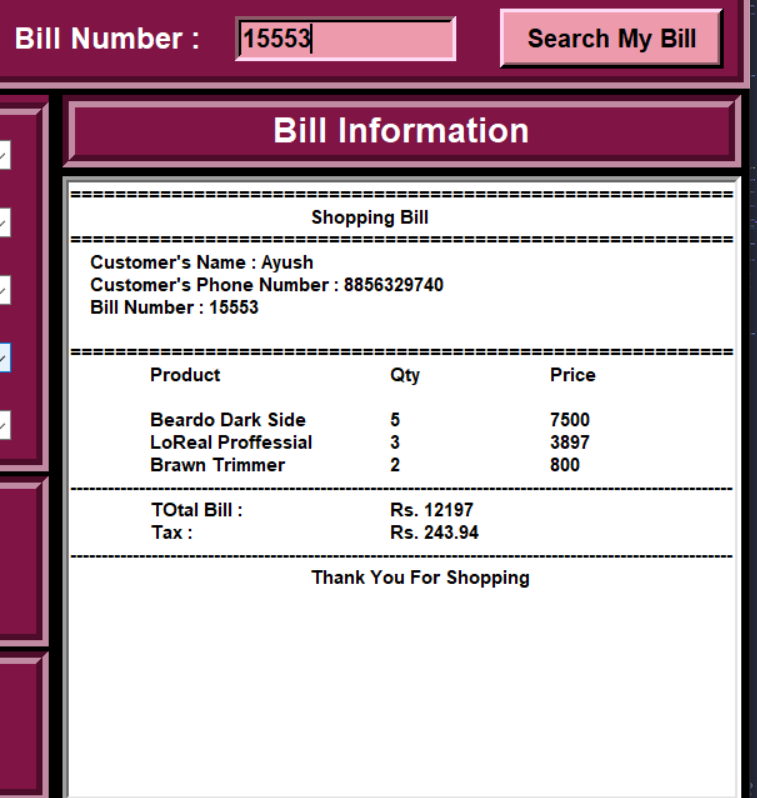 Bill Number : 15553 Search My Bill
Bill Information
===========================================================
Shopping Bill
===========================================================
Customer's Name : Ayush
Customer's Phone Number : 8856329740
Bill Number : 15553
===========================================================
Product Qty Price
Beardo Dark Side 5 7500
LoReal Proffessial 3 3897
Brawn Trimmer 2 800
-----------------------------------------------------------
TOtal Bill : Rs. 12197
Tax : Rs. 243.94
-----------------------------------------------------------
Thank You For Shopping